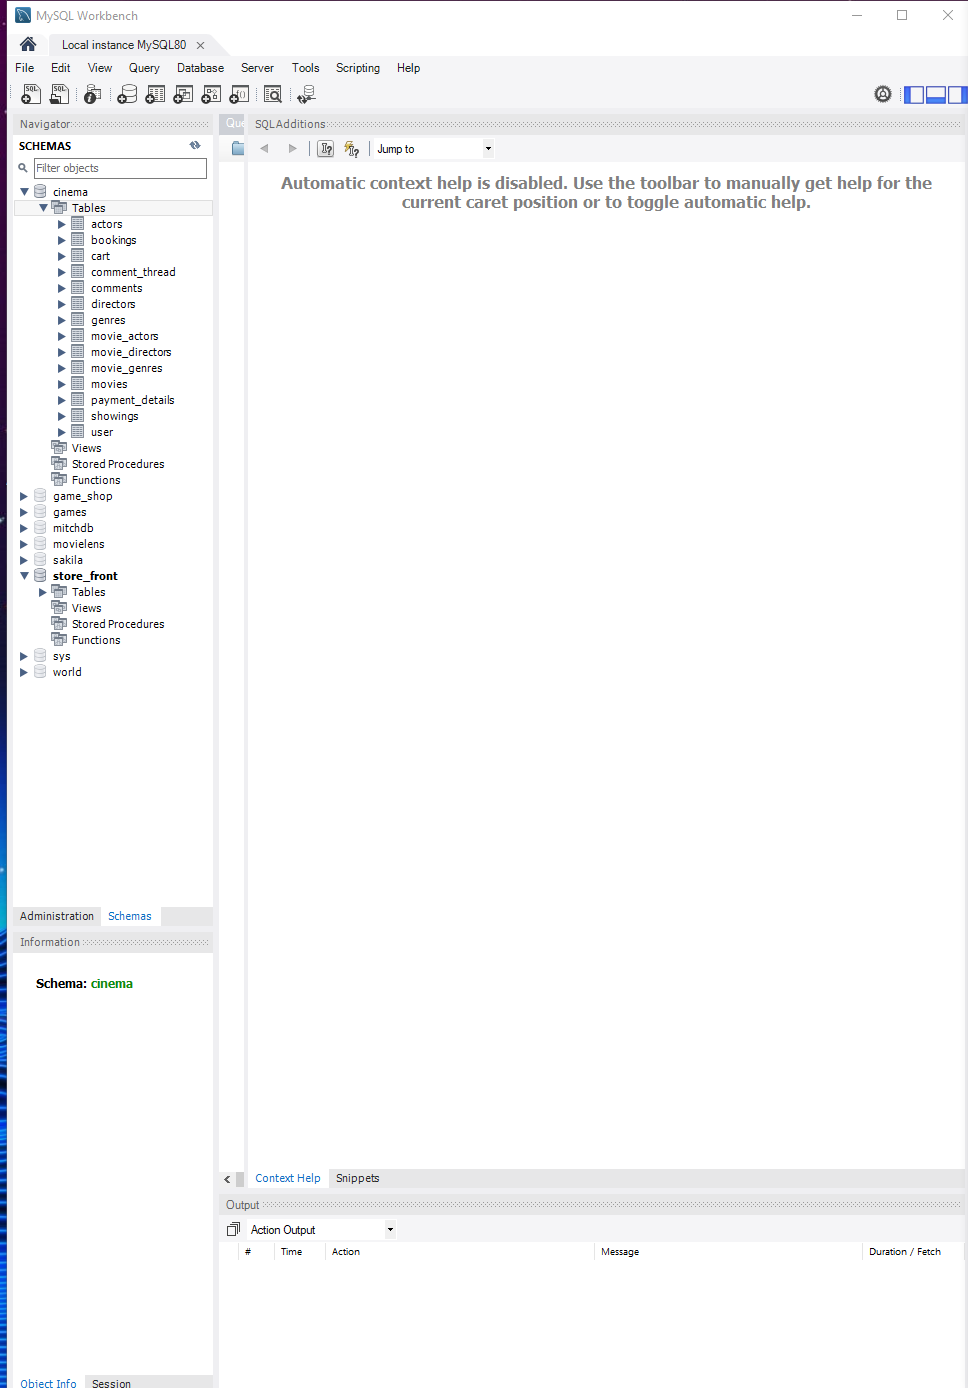 MySQL Workbench
Local instance MySQL80
File Edit View Query Database Server Tools Scripting Help
Navigator
SCHEMAS
Filter objects
cinema
Tables
actors
bookings
cart
comment_thread
comments
directors
genres
movie_actors
movie_directors
movie_genres
movies
payment_details
showings
user
Views
Stored Procedures
Functions
game_shop
games
mitchdb
movielens
sakila
store_front
Tables
Views
Stored Procedures
Functions
sys
world
Administration Schemas
Information
Schema: cinema
Object Info Session
Que
SQLAdditions
Jump to
Automatic context help is disabled. Use the toolbar to manually get help for the
current caret position or to toggle automatic help.
Context Help Snippets
Output
Action Output
# Time Action Message Duration / Fetch